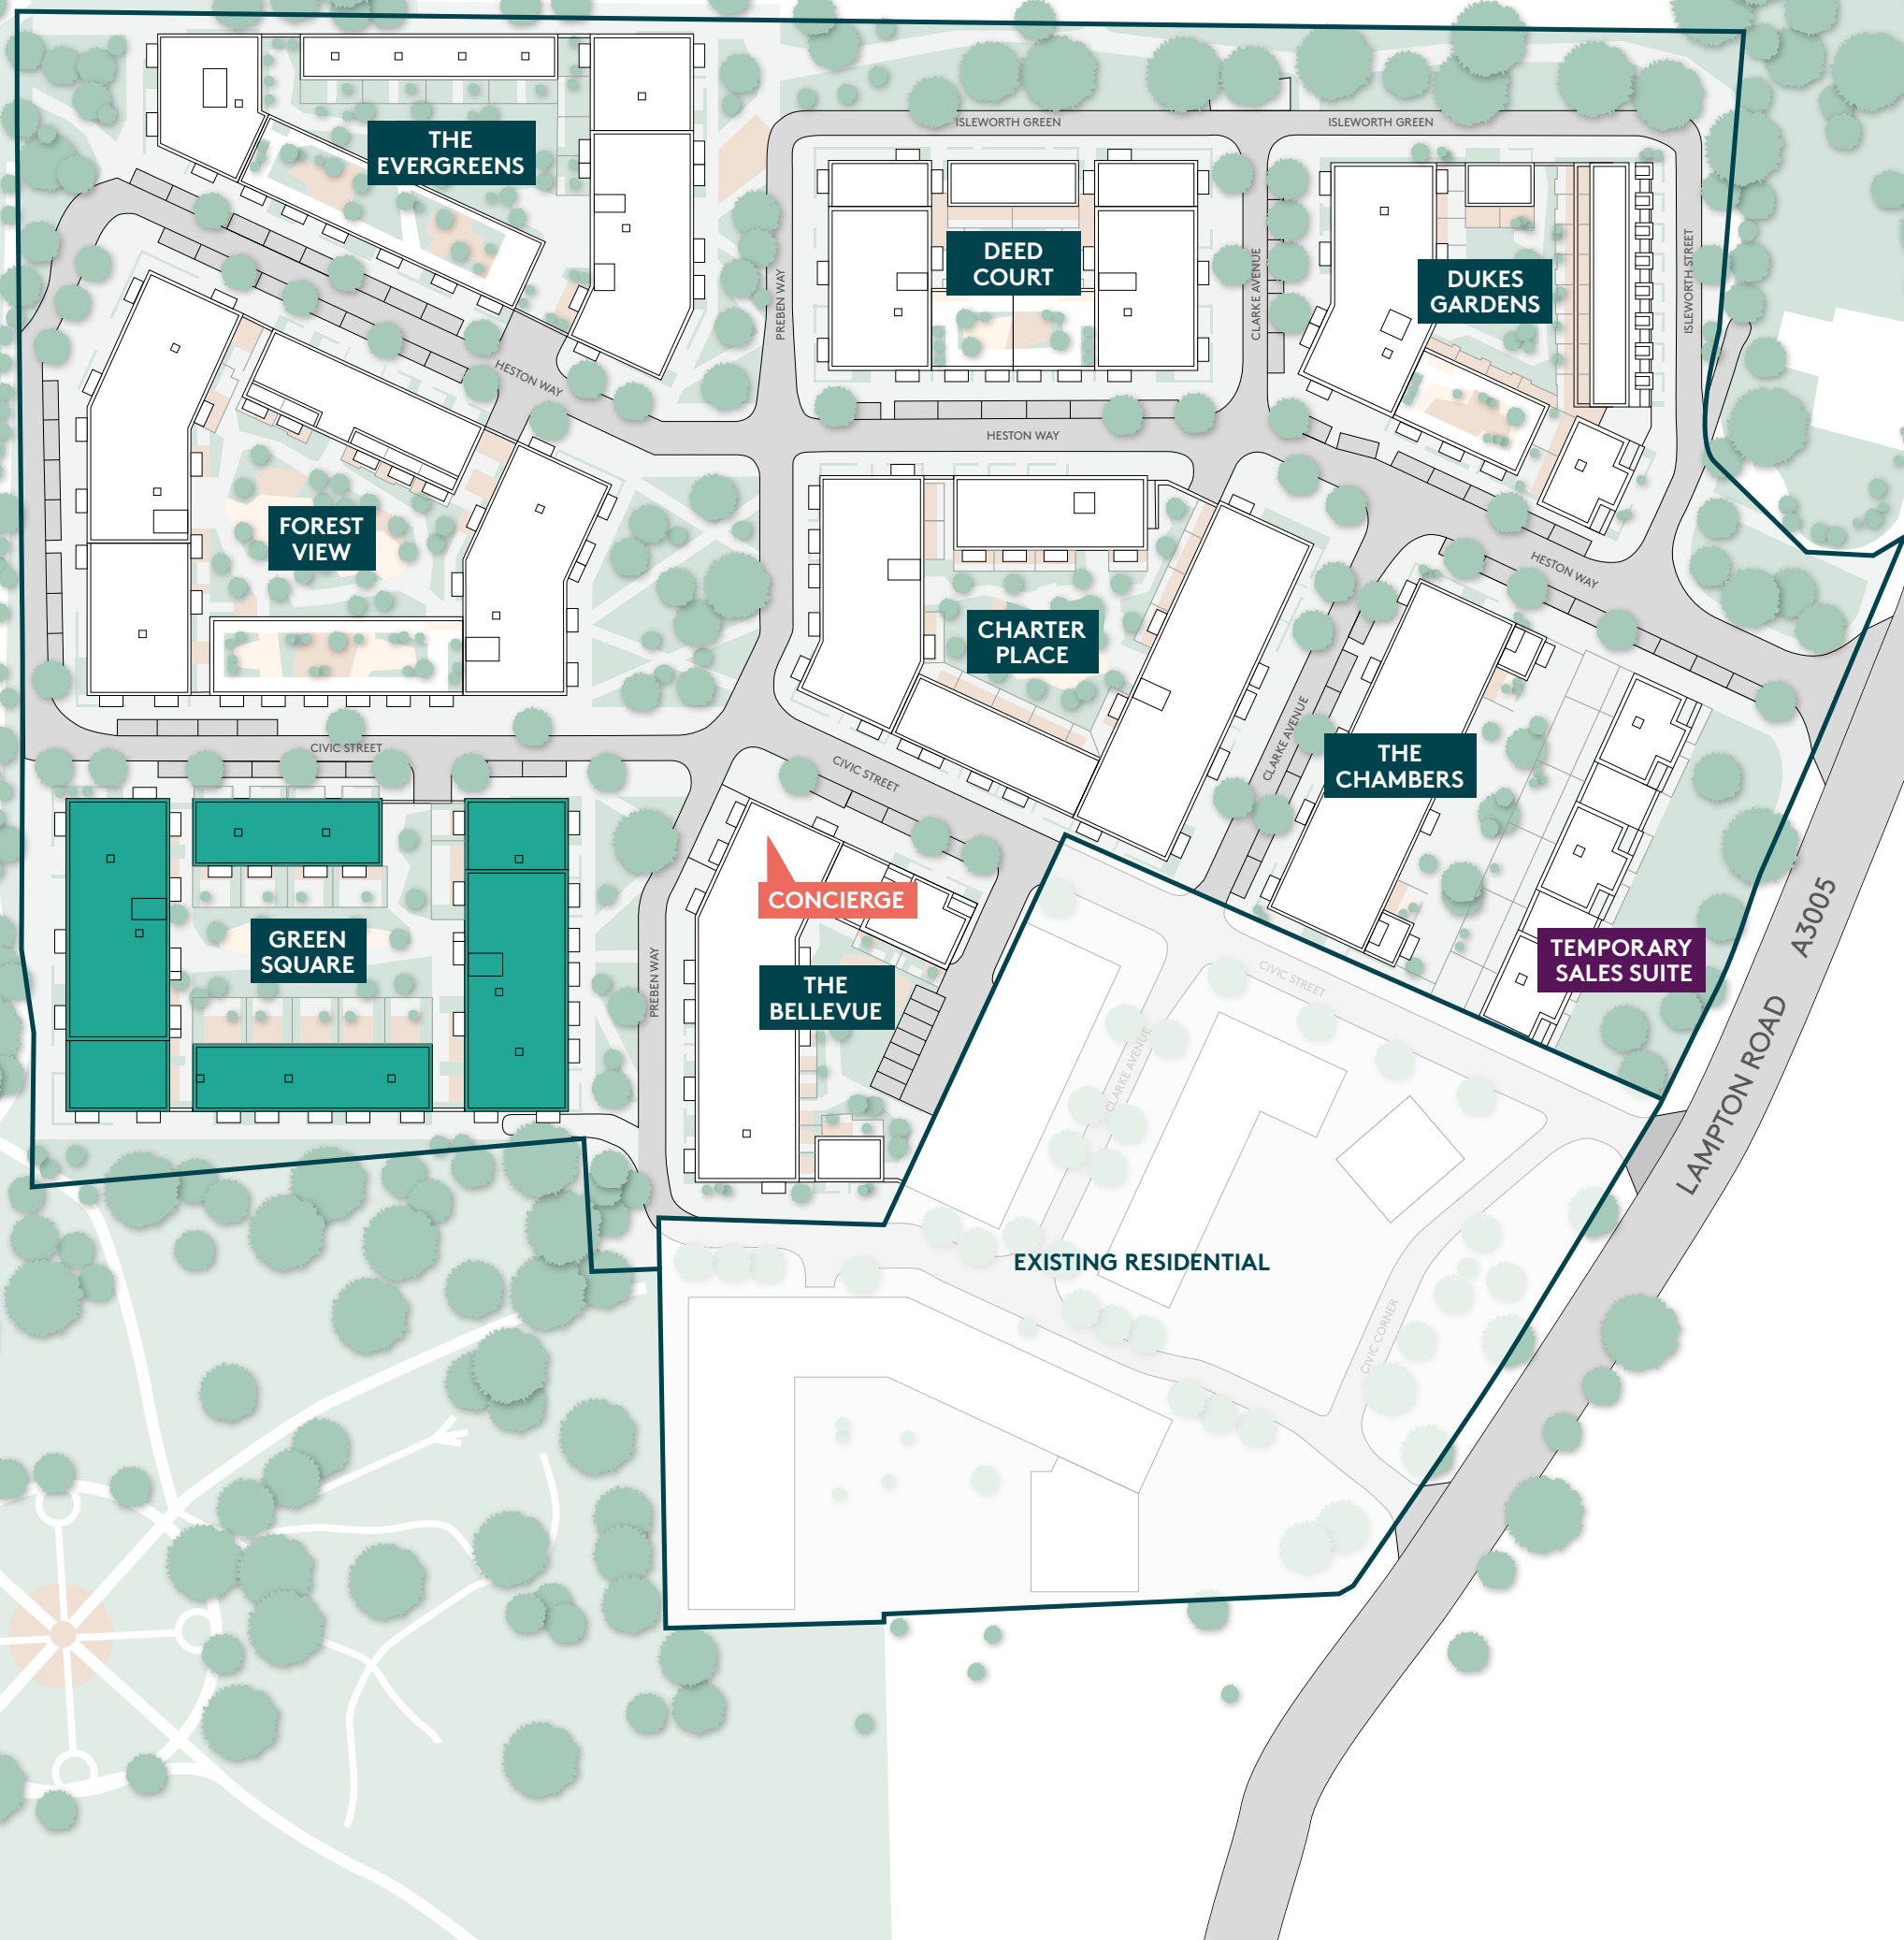 ISLEWORTH GREEN
ISLEWORTH GREEN
THE
EVERGREENS
DEED
COURT
DUKES
GARDENS
PREBEN WAY
CLARKE AVENUE
ISLEWORTH STREET
HESTON WAY
HESTON WAY
FOREST
VIEW
HESTON WAY
CHARTER
PLACE
CIVIC STREET
CIVIC STREET
CLARKE AVENUE
THE
CHAMBERS
CONCIERGE
GREEN
SQUARE
PREBEN WAY
THE
BELLEVUE
TEMPORARY
SALES SUITE
A3005
LAMPTON ROAD
CIVIC STREET
CLARKE AVENUE
EXISTING RESIDENTIAL
CIVIC CORNER